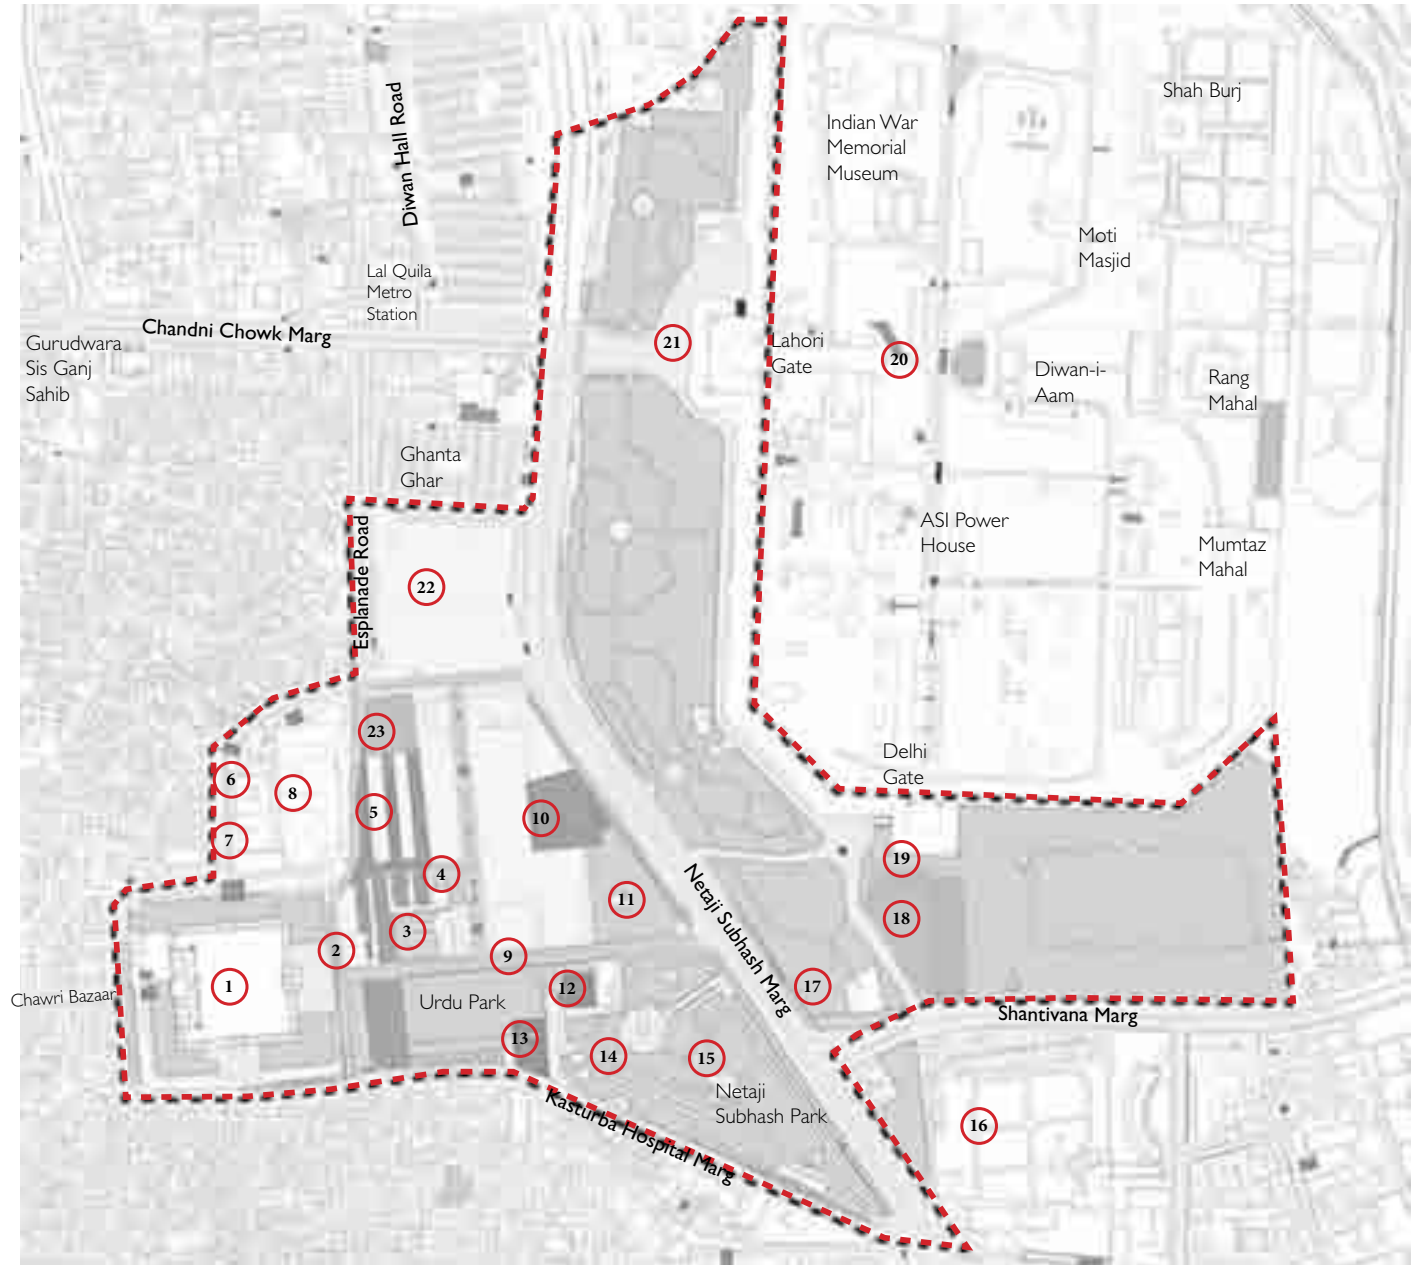 Shah Burj
Indian War
Memorial
Museum
Diwan Hall Road
Moti
Masjid
Lal Quila
Metro
Station
Chandni Chowk Marg
Gurudwara
Sis Ganj
Sahib
21
Lahori
Gate
20
Diwan-i-
Aam
Rang
Mahal
Ghanta
Ghar
ASI Power
House
Mumtaz
Mahal
Esplanade Road
22
23
Delhi
Gate
6
8
5
7
10
4
19
11
Netaji Subhash Marg
18
3
2
9
1
12
17
Chawri Bazaar
Urdu Park
Shantivana Marg
13
14
15
Netaji
Subhash Park
Kasturba Hospital Marg
16